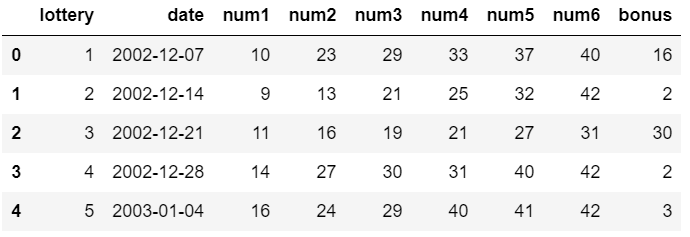 lottery date num1 num2 num3 num4 num5 num6 bonus
0 1 2002-12-07 10 23 29 33 37 40 16
1 2 2002-12-14 9 13 21 25 32 42 2
2 3 2002-12-21 11 16 19 21 27 31 30
3 4 2002-12-28 14 27 30 31 40 42 2
4 5 2003-01-04 16 24 29 40 41 42 3